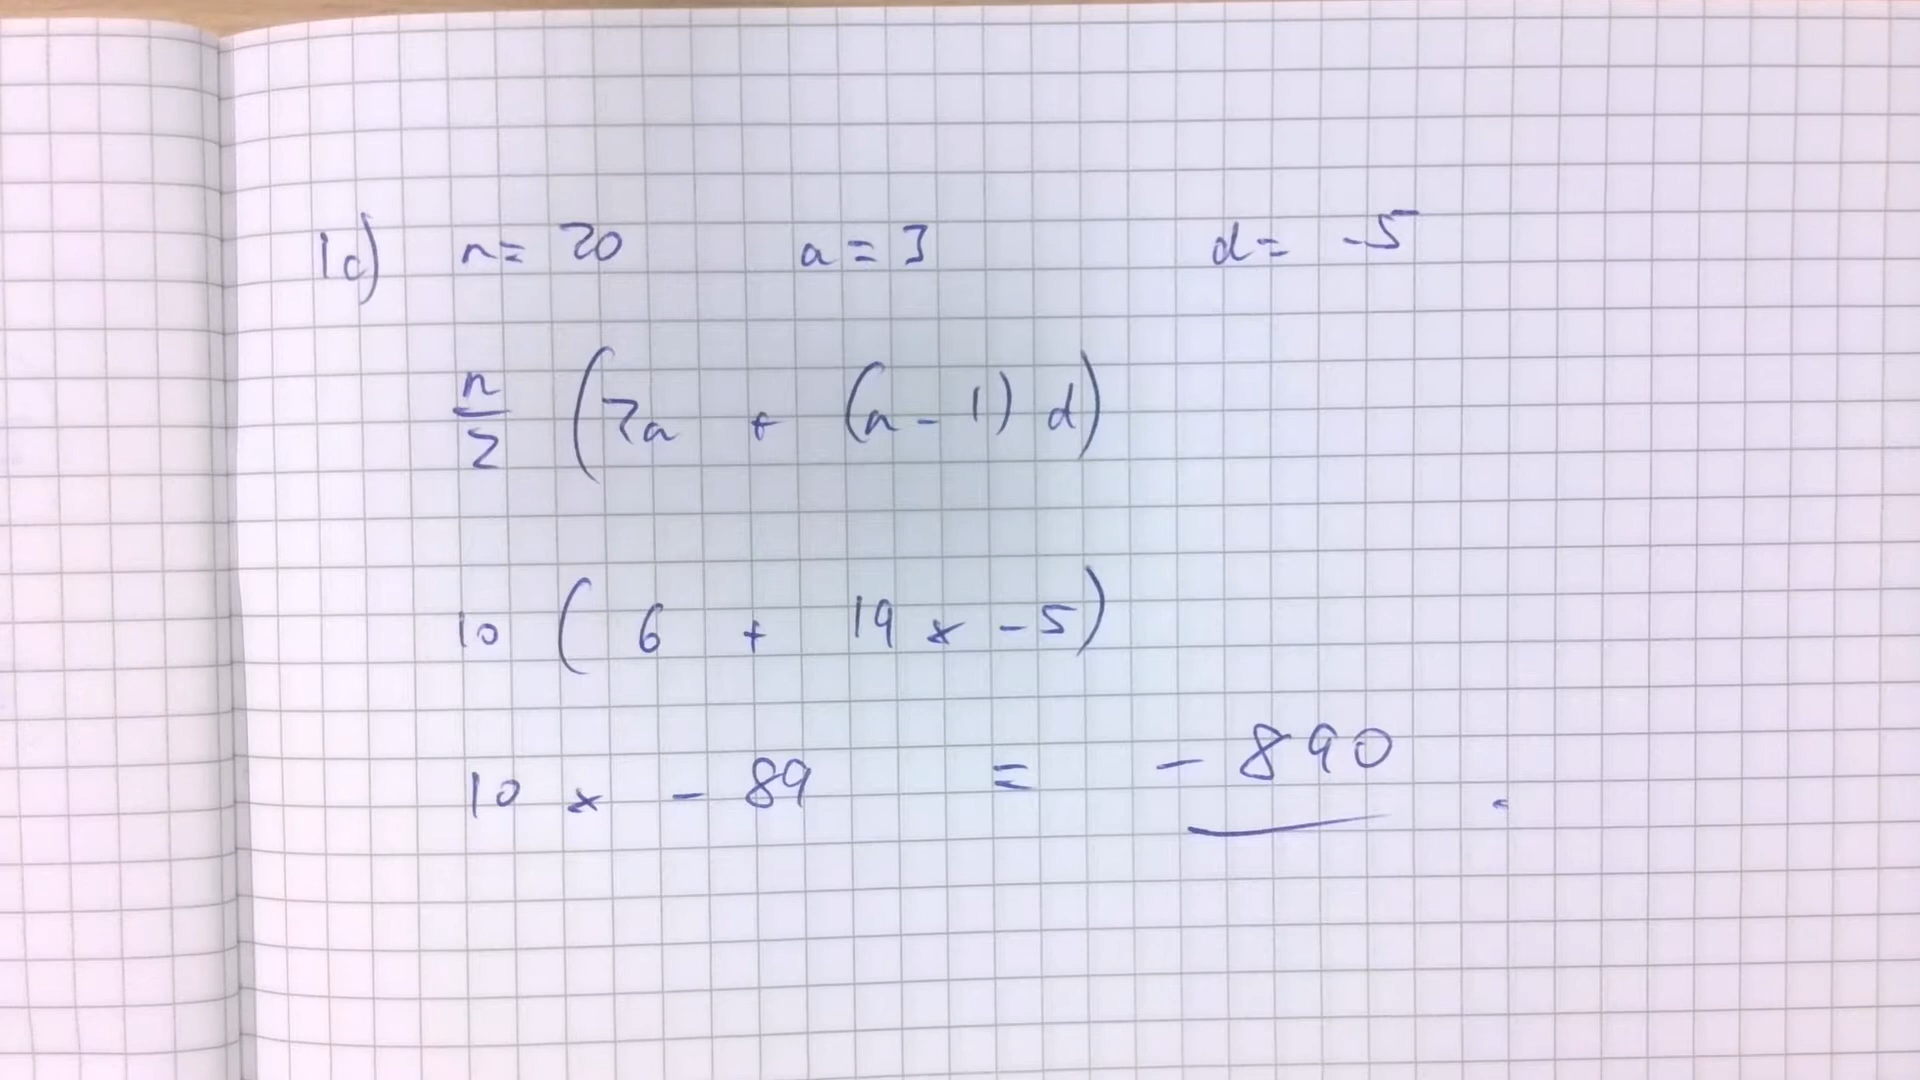 1c) n = 20 a = 3 d = -5
n/2 (2a + (n - 1) d)
10 ( 6 + 19 x -5)
10 x - 89 = - 890 .